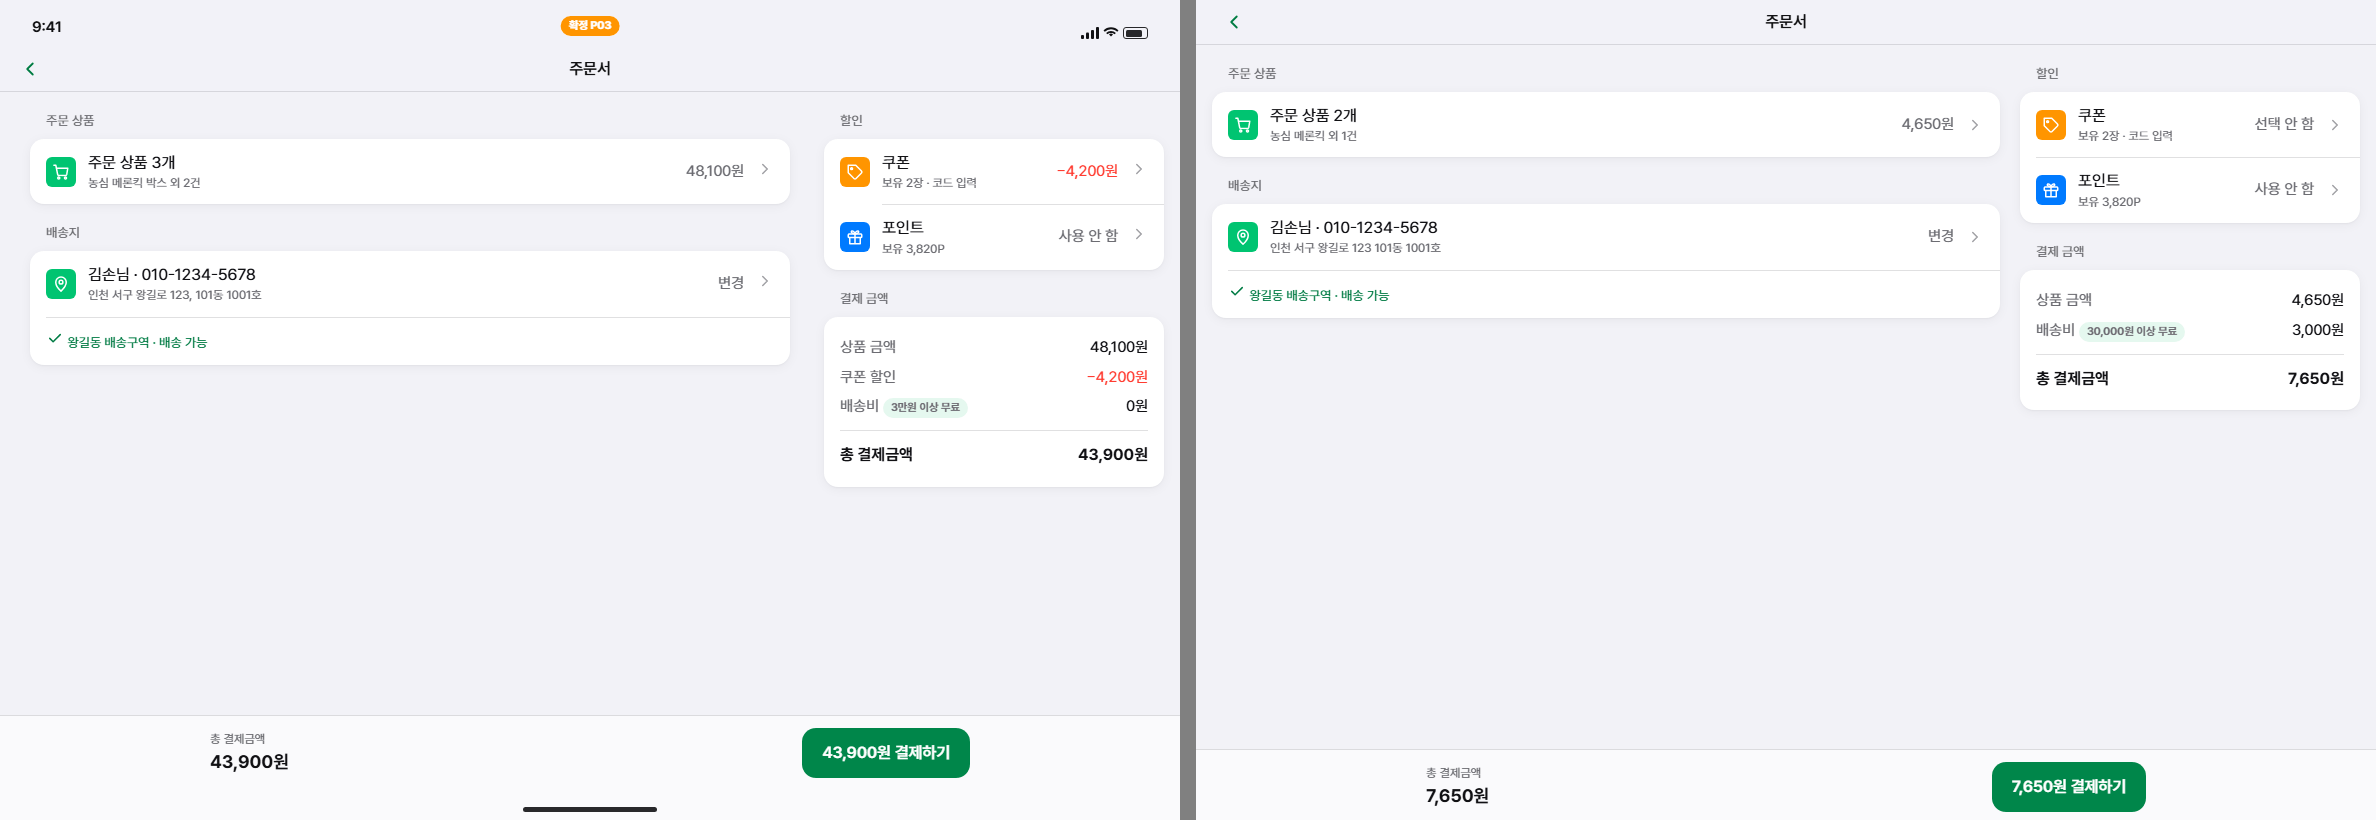 9:41
확정 P03
주문서
주문 상품
주문 상품 3개
농심 메론킥 박스 외 2건
48,100원
배송지
김손님 · 010-1234-5678
인천 서구 왕길로 123, 101동 1001호
변경
왕길동 배송구역 · 배송 가능
할인
쿠폰
보유 2장 · 코드 입력
−4,200원
포인트
보유 3,820P
사용 안 함
결제 금액
상품 금액 48,100원
쿠폰 할인 −4,200원
배송비 3만원 이상 무료 0원
총 결제금액 43,900원
총 결제금액
43,900원
43,900원 결제하기
주문서
주문 상품
주문 상품 2개
농심 메론킥 외 1건
4,650원
배송지
김손님 · 010-1234-5678
인천 서구 왕길로 123 101동 1001호
변경
왕길동 배송구역 · 배송 가능
할인
쿠폰
보유 2장 · 코드 입력
선택 안 함
포인트
보유 3,820P
사용 안 함
결제 금액
상품 금액 4,650원
배송비 30,000원 이상 무료 3,000원
총 결제금액 7,650원
총 결제금액
7,650원
7,650원 결제하기